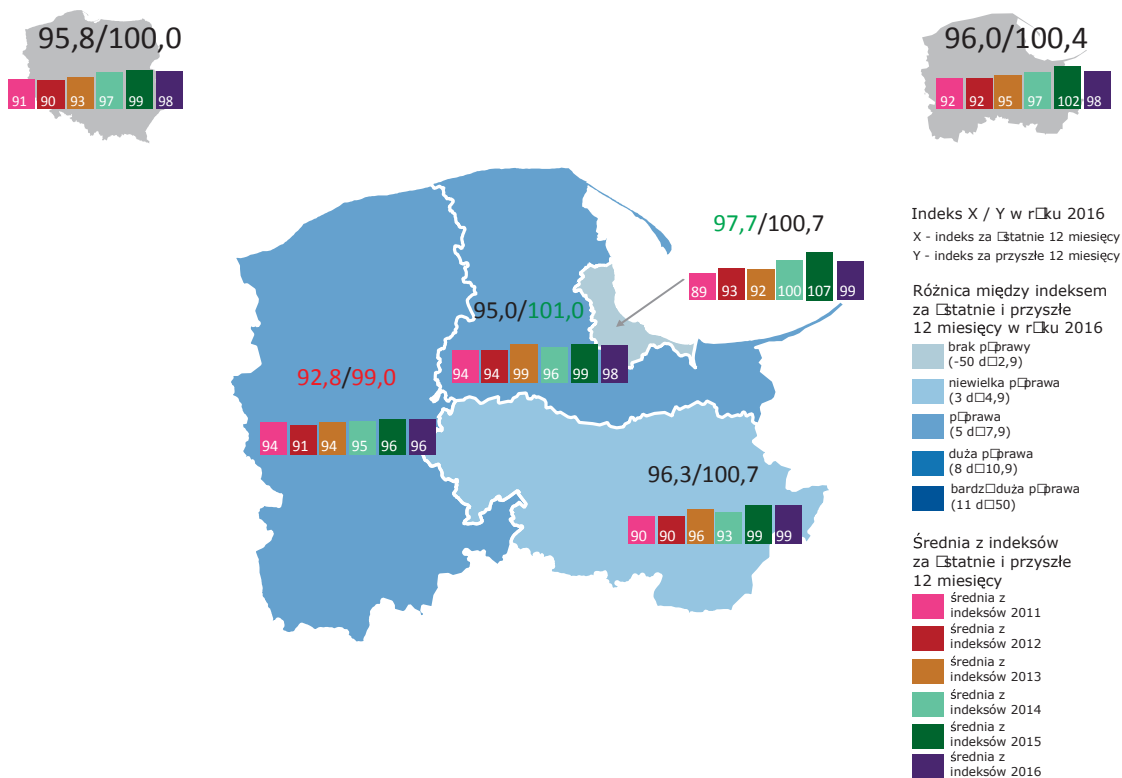 95,8/100,0
91 90 93 97 99 98
96,0/100,4
92 92 95 97 102 98
97,7/100,7
89 93 92 100 107 99
95,0/101,0
94 94 99 96 99 98
92,8/99,0
94 91 94 95 96 96
96,3/100,7
90 90 96 93 99 99
Indeks X / Y w r□ku 2016
X - indeks za □statnie 12 miesięcy
Y - indeks za przyszłe 12 miesięcy
Różnica między indeksem
za □statnie i przyszłe
12 miesięcy w r□ku 2016
brak p□prawy
(-50 d□2,9)
niewielka p□prawa
(3 d□4,9)
p□prawa
(5 d□7,9)
duża p□prawa
(8 d□10,9)
bardz□duża p□prawa
(11 d□50)
Średnia z indeksów
za □statnie i przyszłe
12 miesięcy
średnia z
indeksów 2011
średnia z
indeksów 2012
średnia z
indeksów 2013
średnia z
indeksów 2014
średnia z
indeksów 2015
średnia z
indeksów 2016